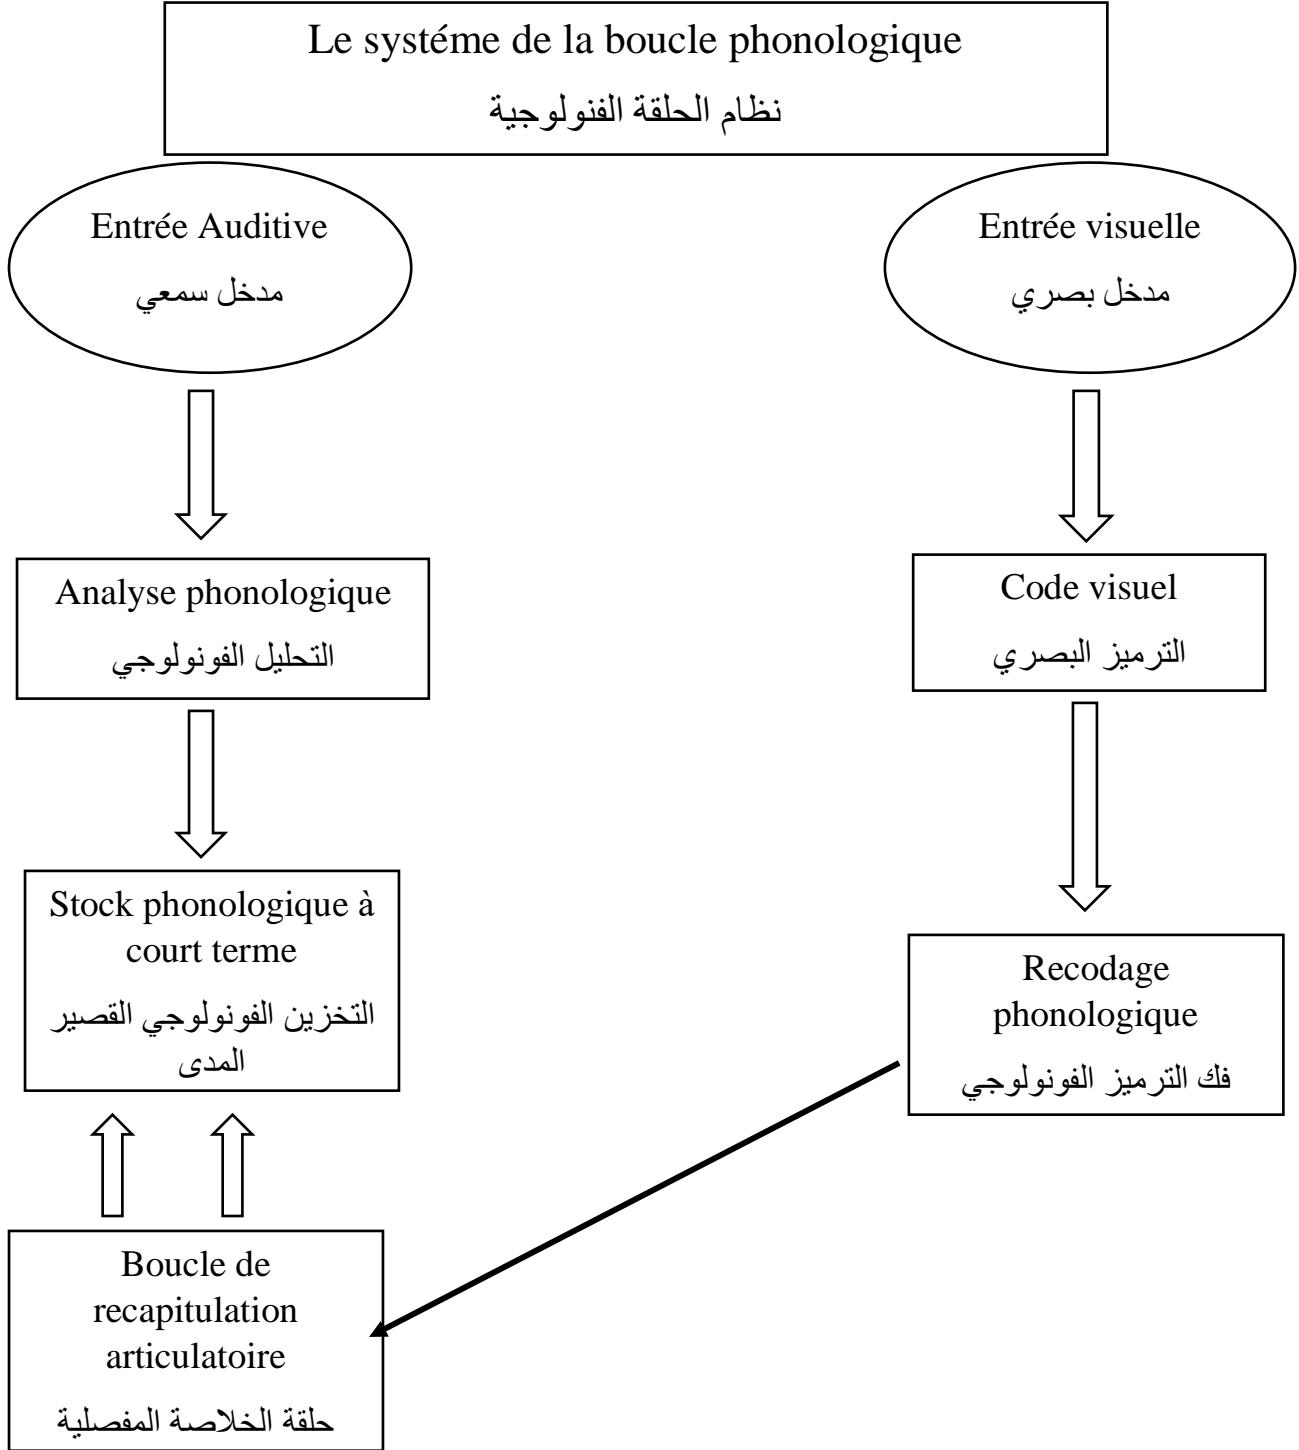 Le systéme de la boucle phonologique
نظام الحلقة الفنولوجية
Entrée Auditive
مدخل سمعي
Entrée visuelle
مدخل بصري
Analyse phonologique
التحليل الفونولوجي
Code visuel
الترميز البصري
Stock phonologique à
court terme
التخزين الفونولوجي القصير
المدى
Recodage
phonologique
فك الترميز الفونولوجي
Boucle de
recapitulation
articulatoire
حلقة الخلاصة المفصلية